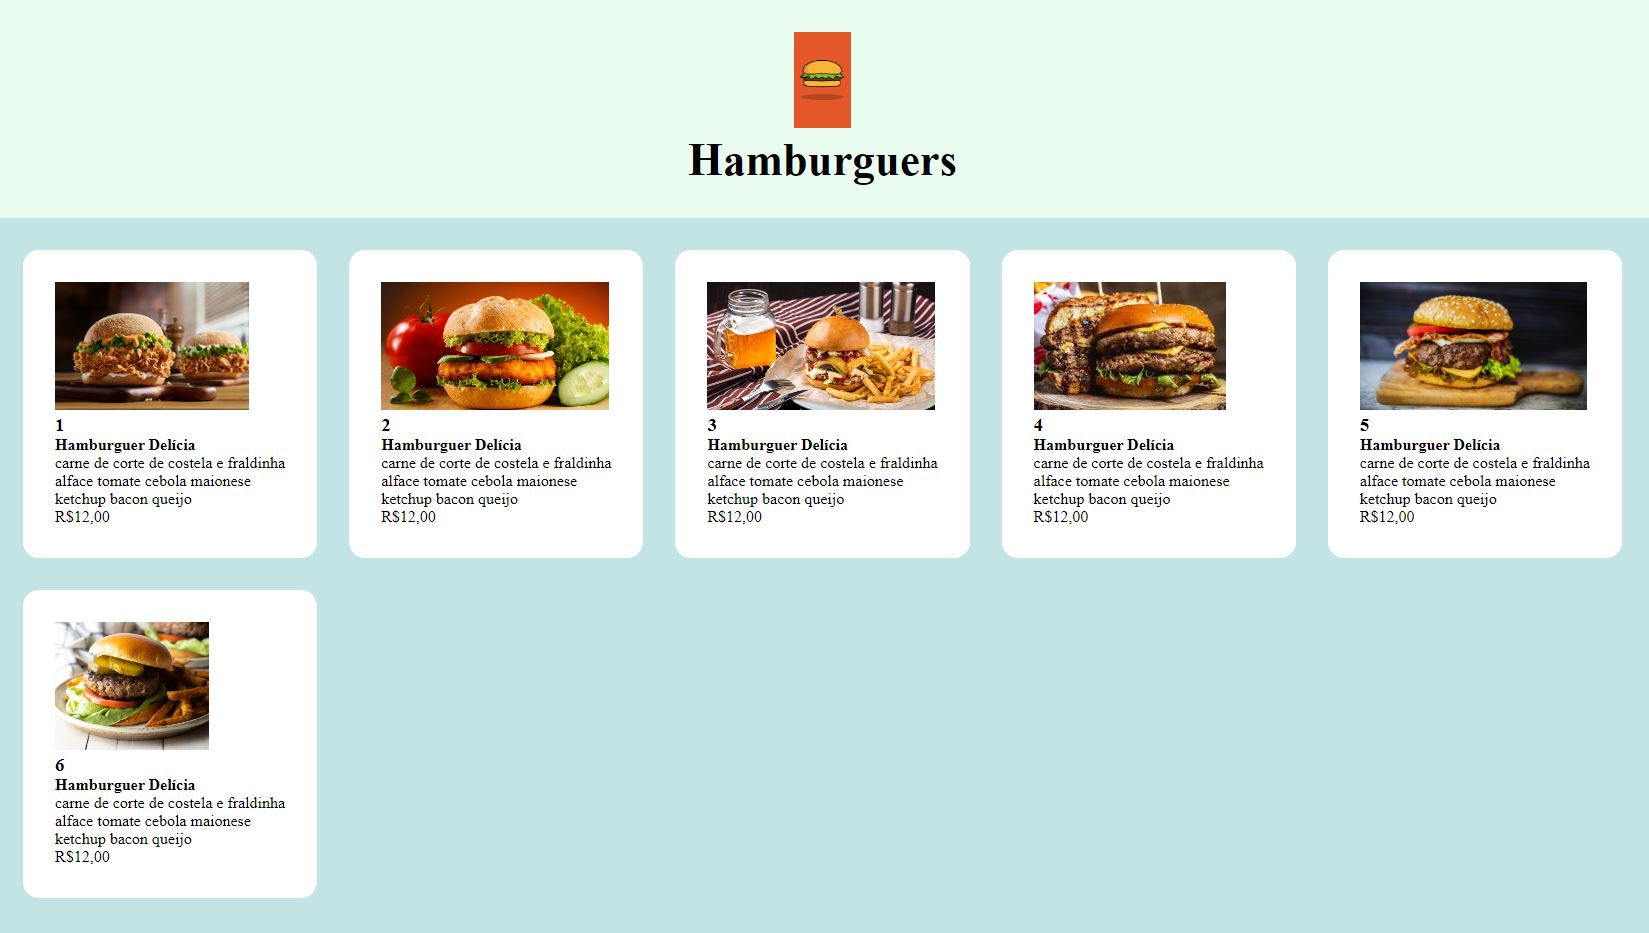 Hamburguers
1
Hamburguer Delícia
carne de corte de costela e fraldinha
alface tomate cebola maionese
ketchup bacon queijo
R$12,00
2
Hamburguer Delícia
carne de corte de costela e fraldinha
alface tomate cebola maionese
ketchup bacon queijo
R$12,00
3
Hamburguer Delícia
carne de corte de costela e fraldinha
alface tomate cebola maionese
ketchup bacon queijo
R$12,00
4
Hamburguer Delícia
carne de corte de costela e fraldinha
alface tomate cebola maionese
ketchup bacon queijo
R$12,00
5
Hamburguer Delícia
carne de corte de costela e fraldinha
alface tomate cebola maionese
ketchup bacon queijo
R$12,00
6
Hamburguer Delícia
carne de corte de costela e fraldinha
alface tomate cebola maionese
ketchup bacon queijo
R$12,00